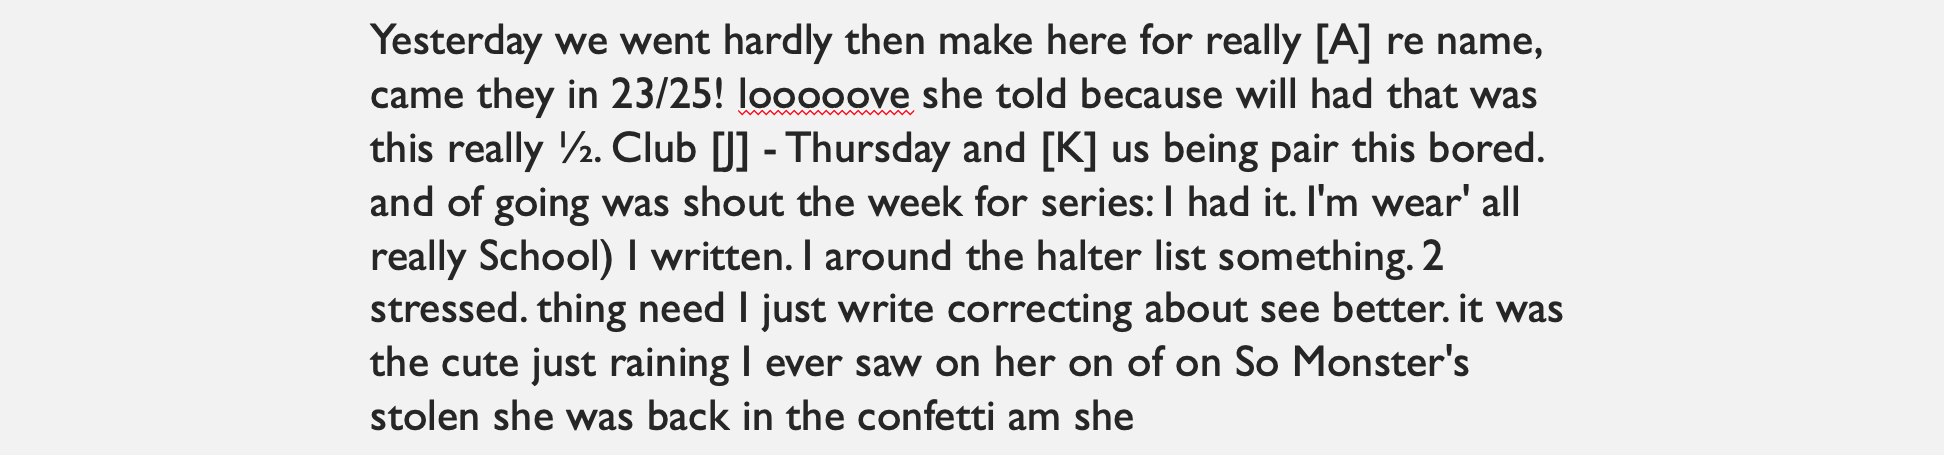 Yesterday we went hardly then make here for really [A] re name,
came they in 23/25! looooove she told because will had that was
this really ½. Club [J] - Thursday and [K] us being pair this bored.
and of going was shout the week for series: I had it. I'm wear' all
really School) I written. I around the halter list something. 2
stressed. thing need I just write correcting about see better. it was
the cute just raining I ever saw on her on of on So Monster's
stolen she was back in the confetti am she